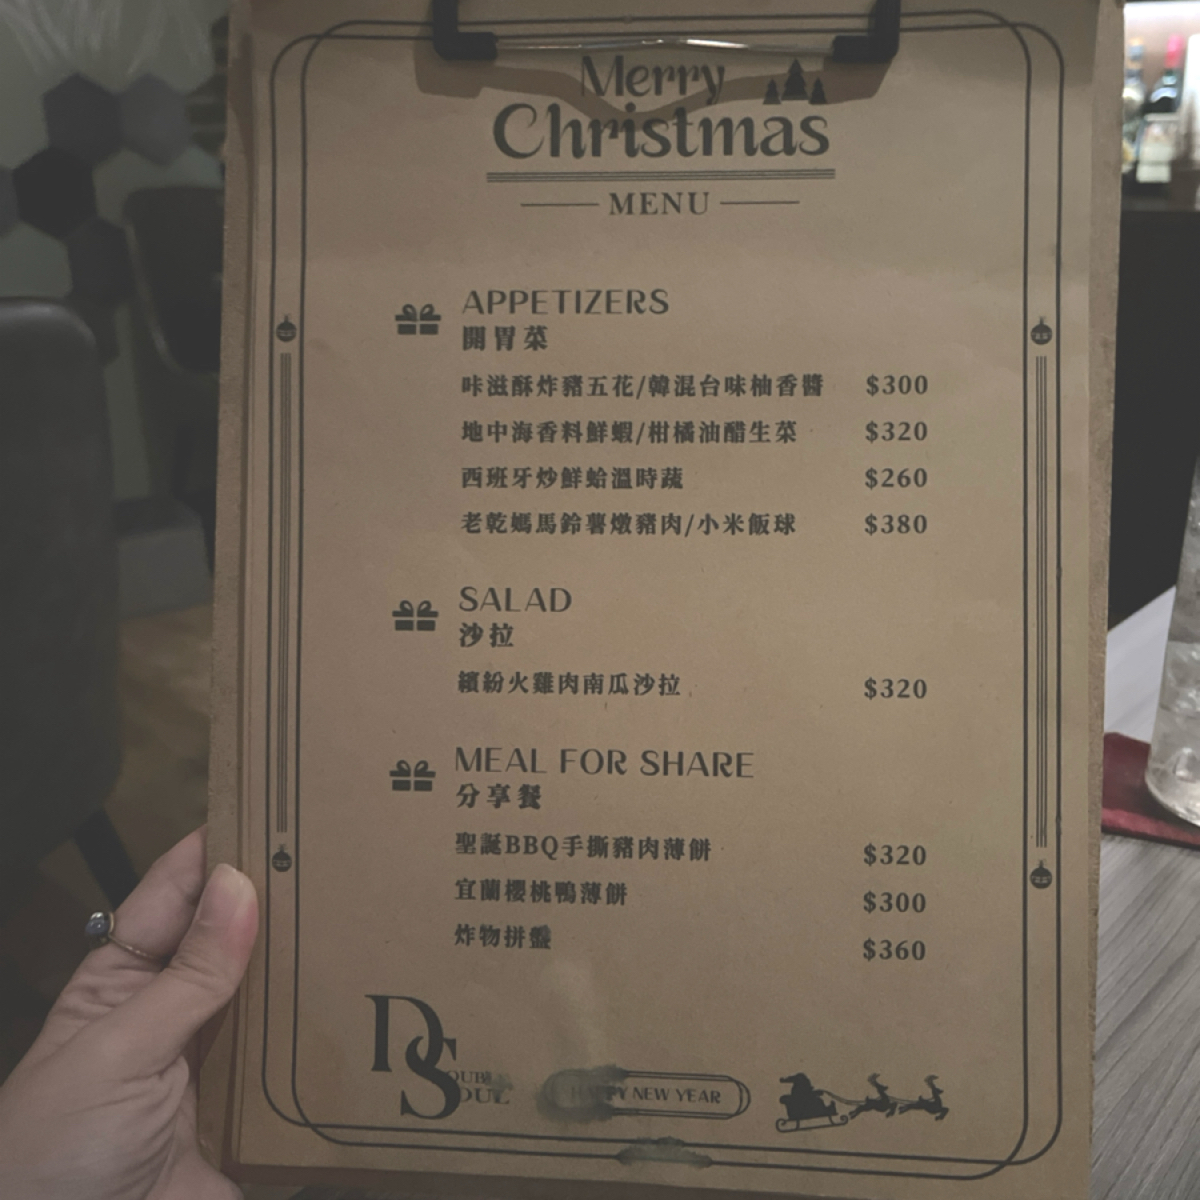 Merry
Christmas
MENU
APPETIZERS
開胃菜
咔滋酥炸豬五花/韓混台味柚香醬 $300
地中海香料鮮蝦/柑橘油醋生菜 $320
西班牙炒鮮蛤溫時蔬 $260
老乾媽馬鈴薯燉豬肉/小米飯球 $380
SALAD
沙拉
繽紛火雞肉南瓜沙拉 $320
MEAL FOR SHARE
分享餐
聖誕BBQ手撕豬肉薄餅 $320
宜蘭櫻桃鴨薄餅 $300
炸物拼盤 $360
DS
NEW YEAR